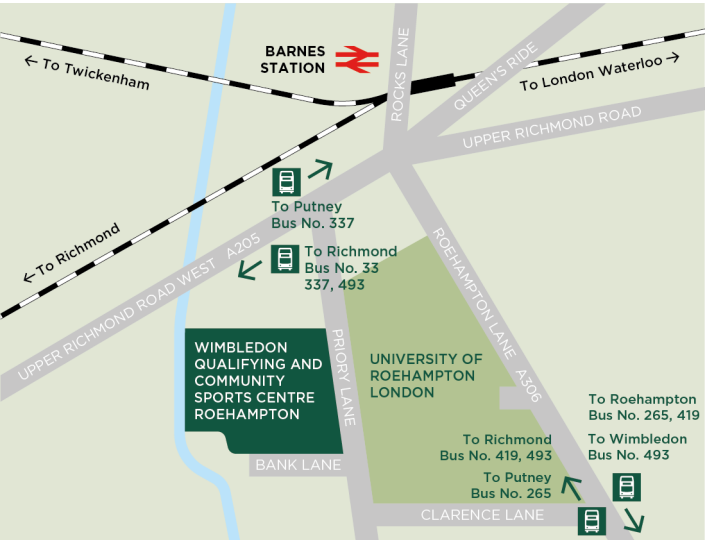 BARNES
STATION
ROCKS LANE
QUEEN'S RIDE
← To Twickenham
To London Waterloo →
UPPER RICHMOND ROAD
To Putney
Bus No. 337
← To Richmond
To Richmond
Bus No. 33
337, 493
UPPER RICHMOND ROAD WEST A205
ROEHAMPTON LANE A306
WIMBLEDON
QUALIFYING AND
COMMUNITY
SPORTS CENTRE
ROEHAMPTON
PRIORY LANE
UNIVERSITY OF
ROEHAMPTON
LONDON
To Roehampton
Bus No. 265, 419
To Richmond
Bus No. 419, 493
To Wimbledon
Bus No. 493
BANK LANE
To Putney
Bus No. 265
CLARENCE LANE